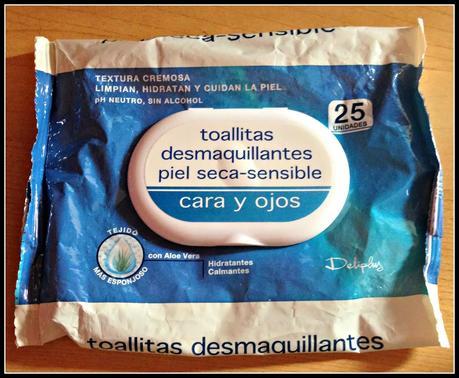 seca-sensible
TEXTURA CREMOSA
LIMPIAN, HIDRATAN Y CUIDAN LA PIEL
pH NEUTRO, SIN ALCOHOL
25
UNIDADES
toallitas
desmaquillantes
piel seca-sensible
cara y ojos
TEJIDO
MÁS ESPONJOSO
con Aloe Vera
Hidratantes
Calmantes
Deliplus
toallitas desmaquillantes